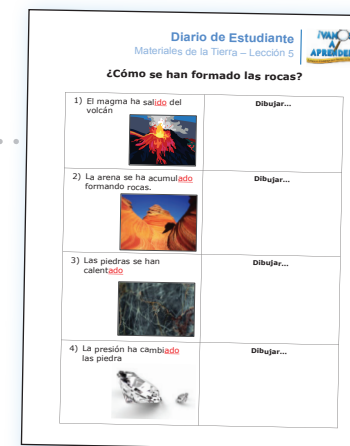 Diario de Estudiante
Materiales de la Tierra – Lección 5
¡VAMOS
A
APRENDER
¿Cómo se han formado las rocas?
1) El magma ha salido del
volcán
Dibujar...
2) La arena se ha acumulado
formando rocas.
Dibujar...
3) Las piedras se han
calentado
Dibujar...
4) La presión ha cambiado
las piedra
Dibujar...